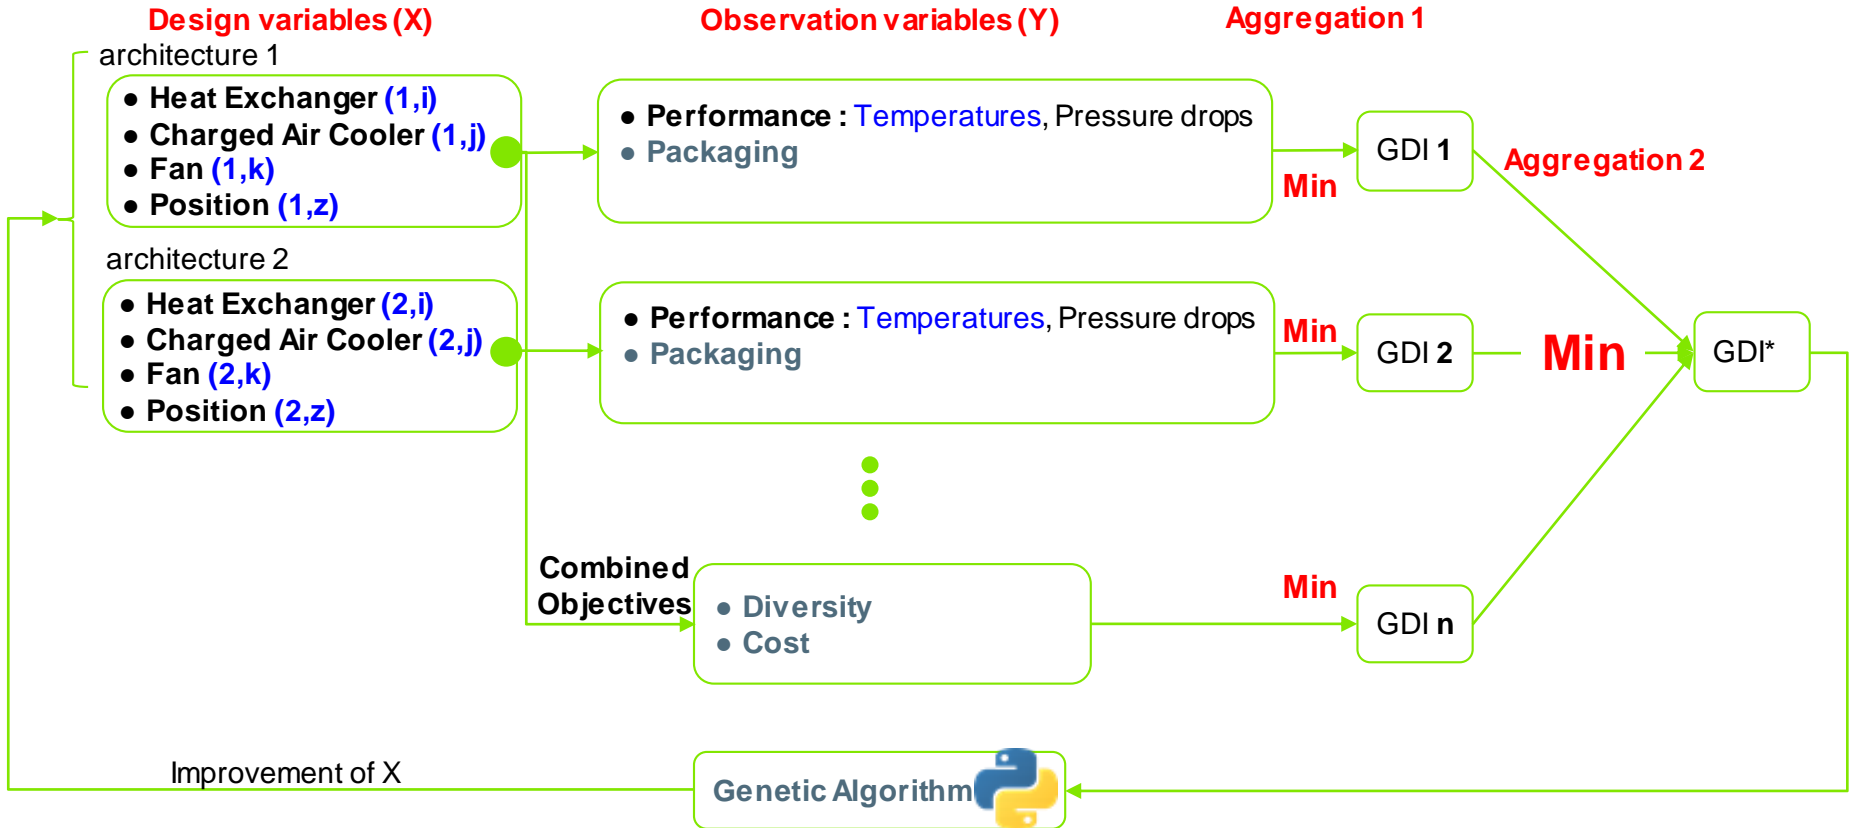 Design variables (X)
Observation variables (Y)
Aggregation 1
architecture 1
● Heat Exchanger (1,i)
● Charged Air Cooler (1,j)
● Fan (1,k)
● Position (1,z)
● Performance : Temperatures, Pressure drops
● Packaging
Min
GDI 1
Aggregation 2
architecture 2
● Heat Exchanger (2,i)
● Charged Air Cooler (2,j)
● Fan (2,k)
● Position (2,z)
● Performance : Temperatures, Pressure drops
● Packaging
Min
GDI 2
Min
GDI*
Combined
Objectives
● Diversity
● Cost
Min
GDI n
Improvement of X
Genetic Algorithm